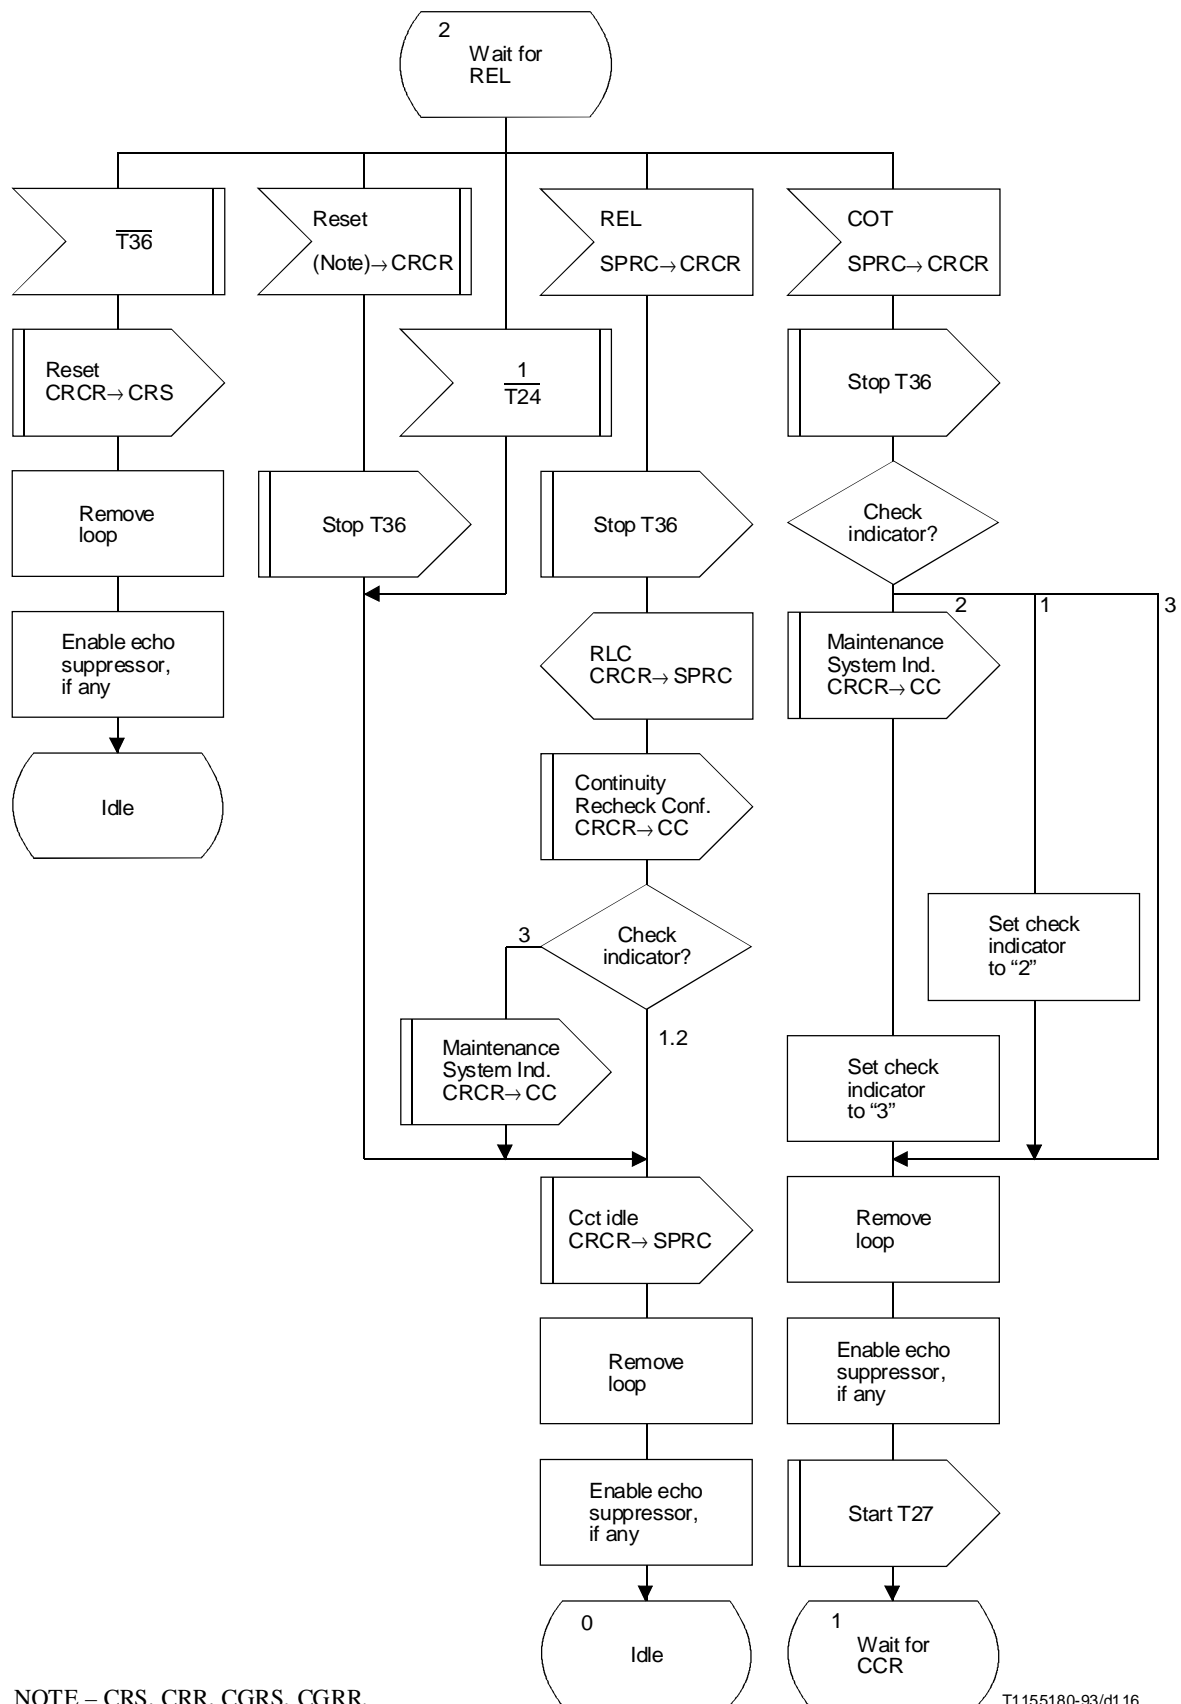 2
Wait for
REL
T36
Reset
(Note)→CRCR
REL
SPRC→CRCR
COT
SPRC→CRCR
Reset
CRCR→CRS
1
T24
Stop T36
Remove
loop
Stop T36
Stop T36
Check
indicator?
2
1
3
Enable echo
suppressor,
if any
RLC
CRCR→SPRC
Maintenance
System Ind.
CRCR→CC
Idle
Continuity
Recheck Conf.
CRCR→CC
Set check
indicator
to “2”
3
Check
indicator?
1.2
Maintenance
System Ind.
CRCR→CC
Set check
indicator
to “3”
Cct idle
CRCR→SPRC
Remove
loop
Remove
loop
Enable echo
suppressor,
if any
Enable echo
suppressor,
if any
Start T27
0
Idle
1
Wait for
CCR
NOTE – CRS, CRR, CGRS, CGRR.
T1155180-93/d116